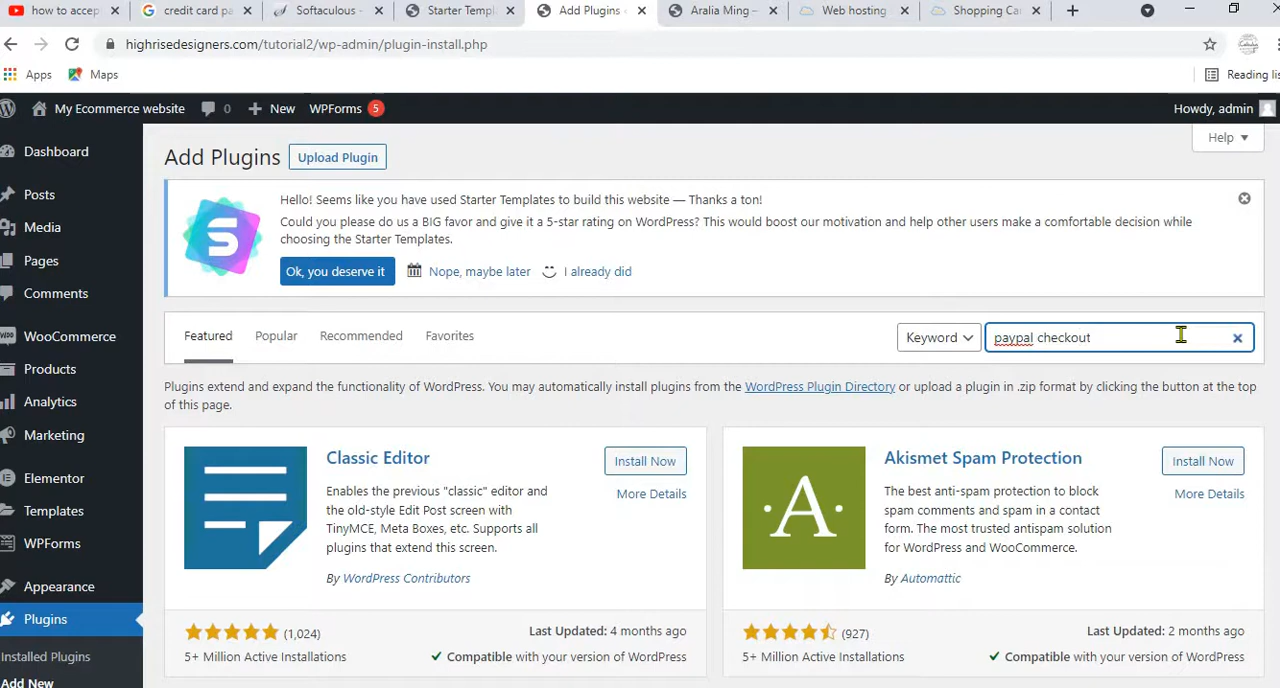 how to accep
credit card pa
Softaculous -
Starter Templ
Add Plugins
Aralia Ming –
Web hosting
Shopping Ca
highrisedesigners.com/tutorial2/wp-admin/plugin-install.php
Apps
Maps
Reading lis
My Ecommerce website
0
New
WPForms
5
Howdy, admin
Help
Dashboard
Posts
Media
Pages
Comments
WooCommerce
Products
Analytics
Marketing
Elementor
Templates
WPForms
Appearance
Plugins
Installed Plugins
Add New
Add Plugins
Upload Plugin
Hello! Seems like you have used Starter Templates to build this website — Thanks a ton!
Could you please do us a BIG favor and give it a 5-star rating on WordPress? This would boost our motivation and help other users make a comfortable decision while
choosing the Starter Templates.
Ok, you deserve it
Nope, maybe later
I already did
Featured
Popular
Recommended
Favorites
Keyword
paypal checkout
Plugins extend and expand the functionality of WordPress. You may automatically install plugins from the WordPress Plugin Directory or upload a plugin in .zip format by clicking the button at the top
of this page.
Classic Editor
Install Now
More Details
Enables the previous "classic" editor and
the old-style Edit Post screen with
TinyMCE, Meta Boxes, etc. Supports all
plugins that extend this screen.
By WordPress Contributors
(1,024)
Last Updated: 4 months ago
5+ Million Active Installations
Compatible with your version of WordPress
A
Akismet Spam Protection
Install Now
More Details
The best anti-spam protection to block
spam comments and spam in a contact
form. The most trusted antispam solution
for WordPress and WooCommerce.
By Automattic
(927)
Last Updated: 2 months ago
5+ Million Active Installations
Compatible with your version of WordPress